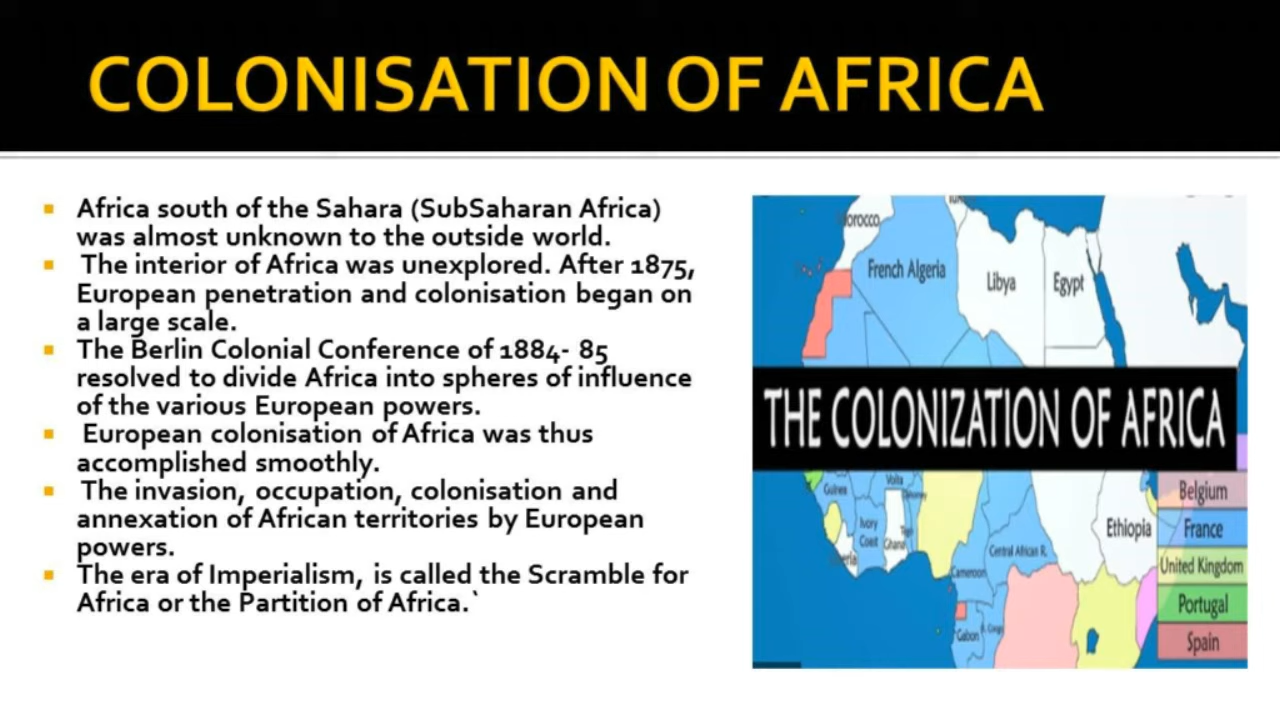 COLONISATION OF AFRICA
Africa south of the Sahara (SubSaharan Africa)
was almost unknown to the outside world.
The interior of Africa was unexplored. After 1875,
European penetration and colonisation began on
a large scale.
The Berlin Colonial Conference of 1884- 85
resolved to divide Africa into spheres of influence
of the various European powers.
European colonisation of Africa was thus
accomplished smoothly.
The invasion, occupation, colonisation and
annexation of African territories by European
powers.
The era of Imperialism, is called the Scramble for
Africa or the Partition of Africa.`
orocco
French Algeria
Libya
Egypt
THE COLONIZATION OF AFRICA
Guinea
Volta
Dahomey
Ivory
Coast
Ghana
Togo
Ethiopia
Central African R.
Cameroon
Gabon
Belgium
France
United Kingdom
Portugal
Spain